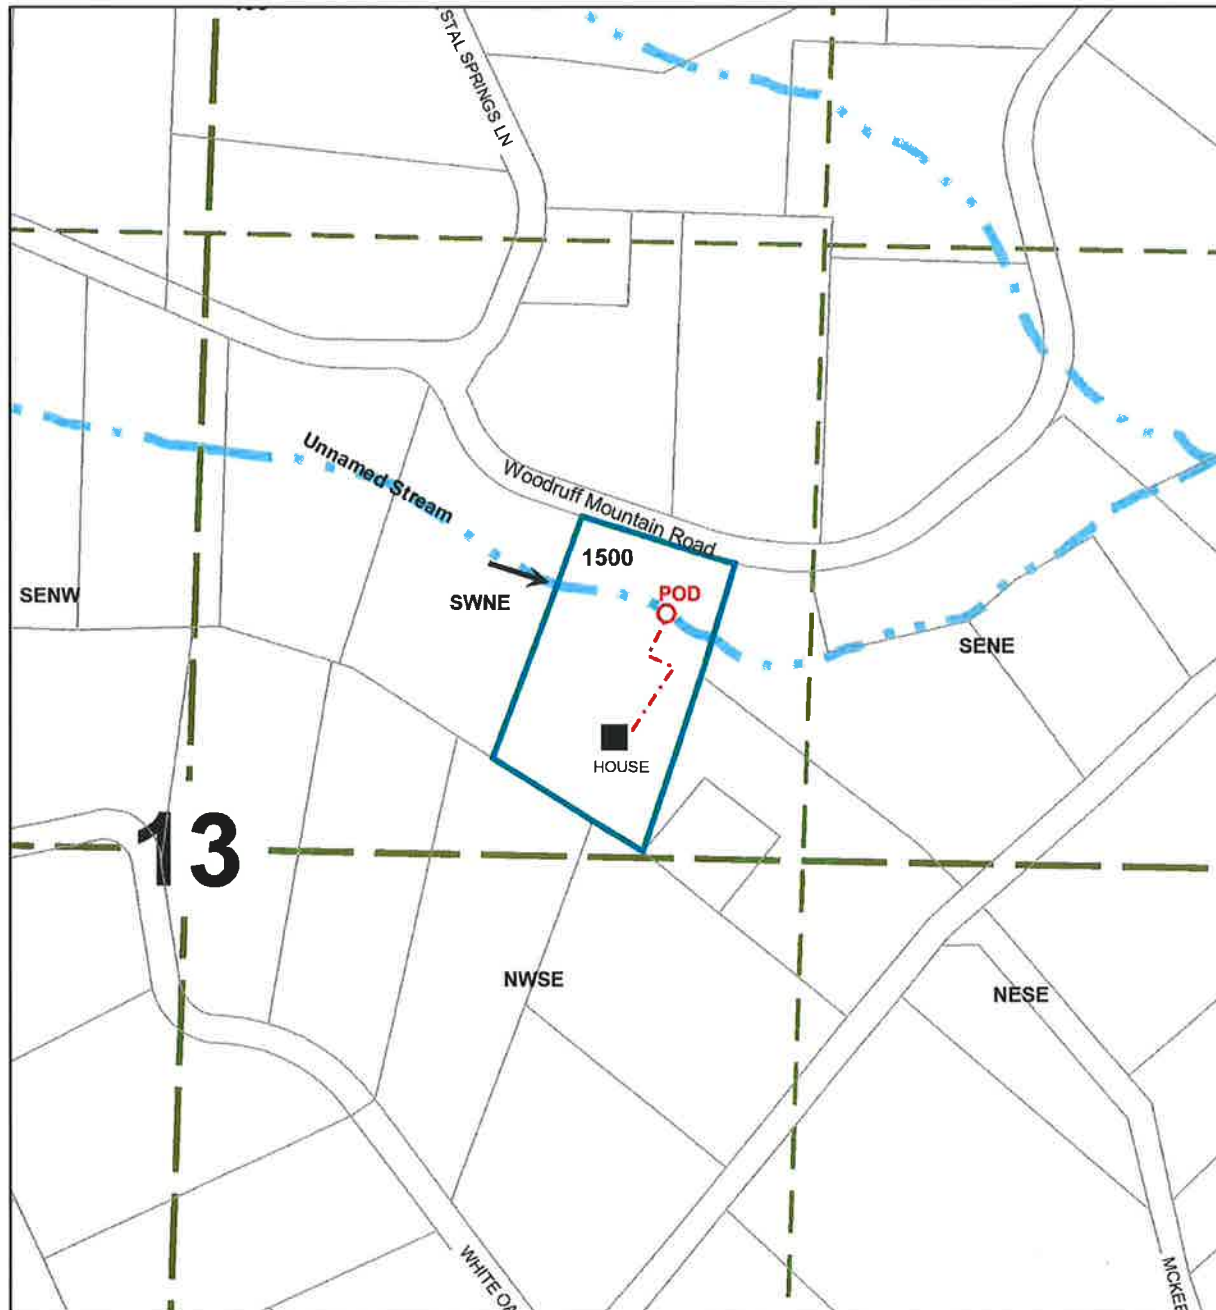 STAL SPRINGS LN
Unnamed Stream
Woodruff Mountain Road
1500
POD
SENW
SWNE
SENE
HOUSE
13
NWSE
NESE
WHITE OA
MCKEE